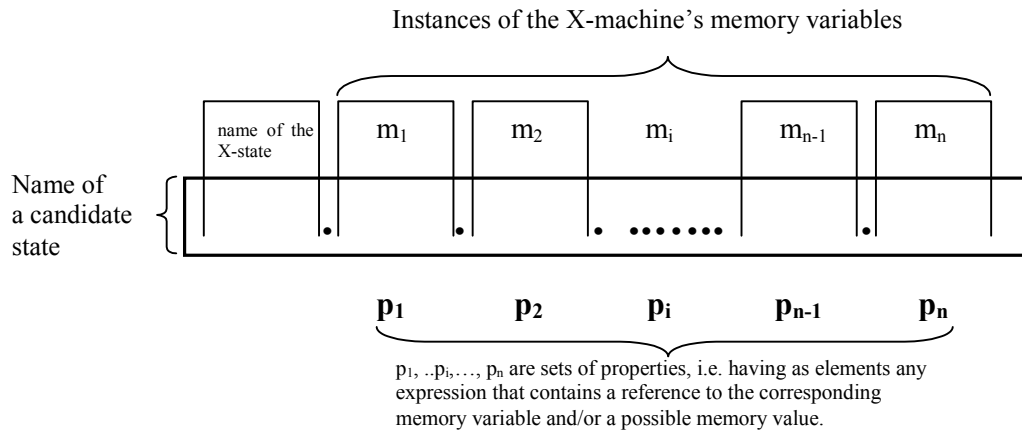 Instances of the X-machine's memory variables
name of the
X-state
m1 m2 mi mn-1 mn
Name of
a candidate
state
p1 p2 pi pn-1 pn
p1, ..pi,…, pn are sets of properties, i.e. having as elements any
expression that contains a reference to the corresponding
memory variable and/or a possible memory value.